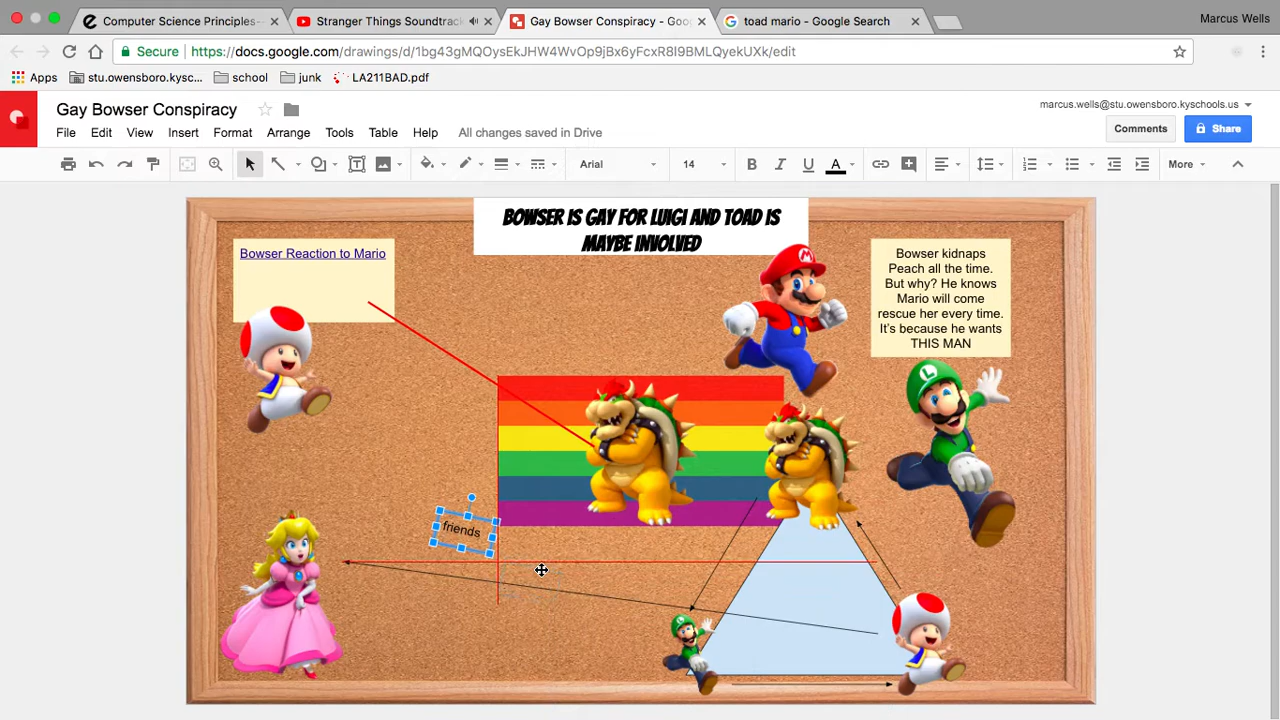 Computer Science Principles--
Stranger Things Soundtrack
Gay Bowser Conspiracy - Goo
toad mario - Google Search
Marcus Wells
Secure
https://docs.google.com/drawings/d/1bg43gMQOysEkJHW4WvOp9jBx6yFcxR8I9BMLQyekUXk/edit
Apps
stu.owensboro.kysc...
school
junk
LA211BAD.pdf
Gay Bowser Conspiracy
marcus.wells@stu.owensboro.kyschools.us
File Edit View Insert Format Arrange Tools Table Help All changes saved in Drive
Comments
Share
Arial
14
B I U A
More
BOWSER IS GAY FOR LUIGI AND TOAD IS
MAYBE INVOLVED
Bowser Reaction to Mario
Bowser kidnaps
Peach all the time.
But why? He knows
Mario will come
rescue her every time.
It's because he wants
THIS MAN
M
L
friends